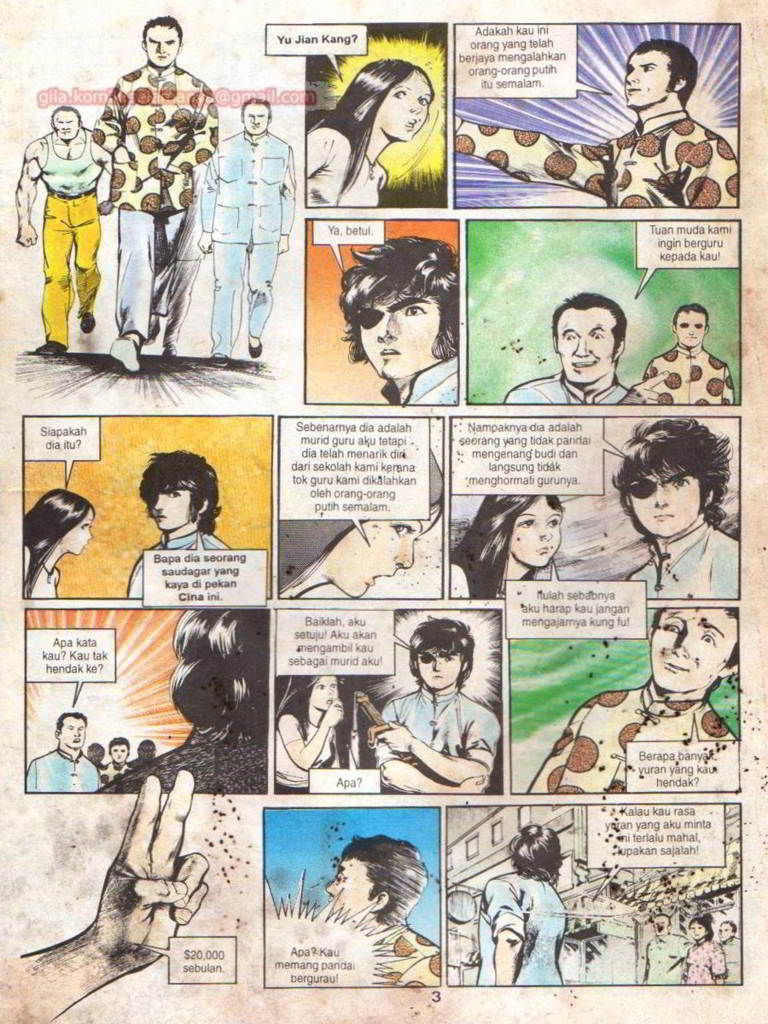 gila.kom
@gmail.com
Yu Jian Kang?
Adakah kau ini
orang yang telah
berjaya mengalahkan
orang-orang putih
itu semalam.
Ya, betul.
Tuan muda kami
ingin berguru
kepada kau!
Siapakah
dia itu?
Bapa dia seorang
saudagar yang
kaya di pekan
Cina ini.
Sebenarnya dia adalah
murid guru aku tetapi
dia telah menarik diri
dari sekolah kami kerana
tok guru kami dikalahkan
oleh orang-orang
putih semalam.
Nampaknya dia adalah
seorang yang tidak pandai
mengenang budi dan
langsung tidak
menghormati gurunya.
Itulah sebabnya
aku harap kau jangan
mengajarnya kung fu!
Apa kata
kau? Kau tak
hendak ke?
Baiklah, aku
setuju! Aku akan
mengambil kau
sebagai murid aku!
Apa?
Berapa banyak
yuran yang kau
hendak?
$20,000
sebulan.
Apa? Kau
memang pandai
bergurau!
Kalau kau rasa
yuran yang aku minta
ini terlalu mahal,
lupakan sajalah!
3